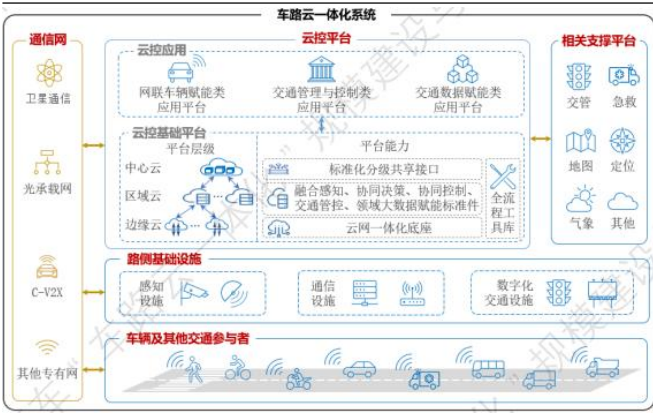 车路云一体化系统
通信网
卫星通信
光承载网
C-V2X
其他专有网
云控平台
云控应用
网联车辆赋能类
应用平台
交通管理与控制类
应用平台
交通数据赋能类
应用平台
云控基础平台
平台层级
中心云
区域云
边缘云
平台能力
标准化分级共享接口
融合感知、协同决策、协同控制、
交通管控、领域大数据赋能标准件
云网一体化底座
全流
程工
具库
相关支撑平台
交管
急救
地图
定位
气象
其他
路侧基础设施
感知
设施
通信
设施
数字化
交通设施
车辆及其他交通参与者